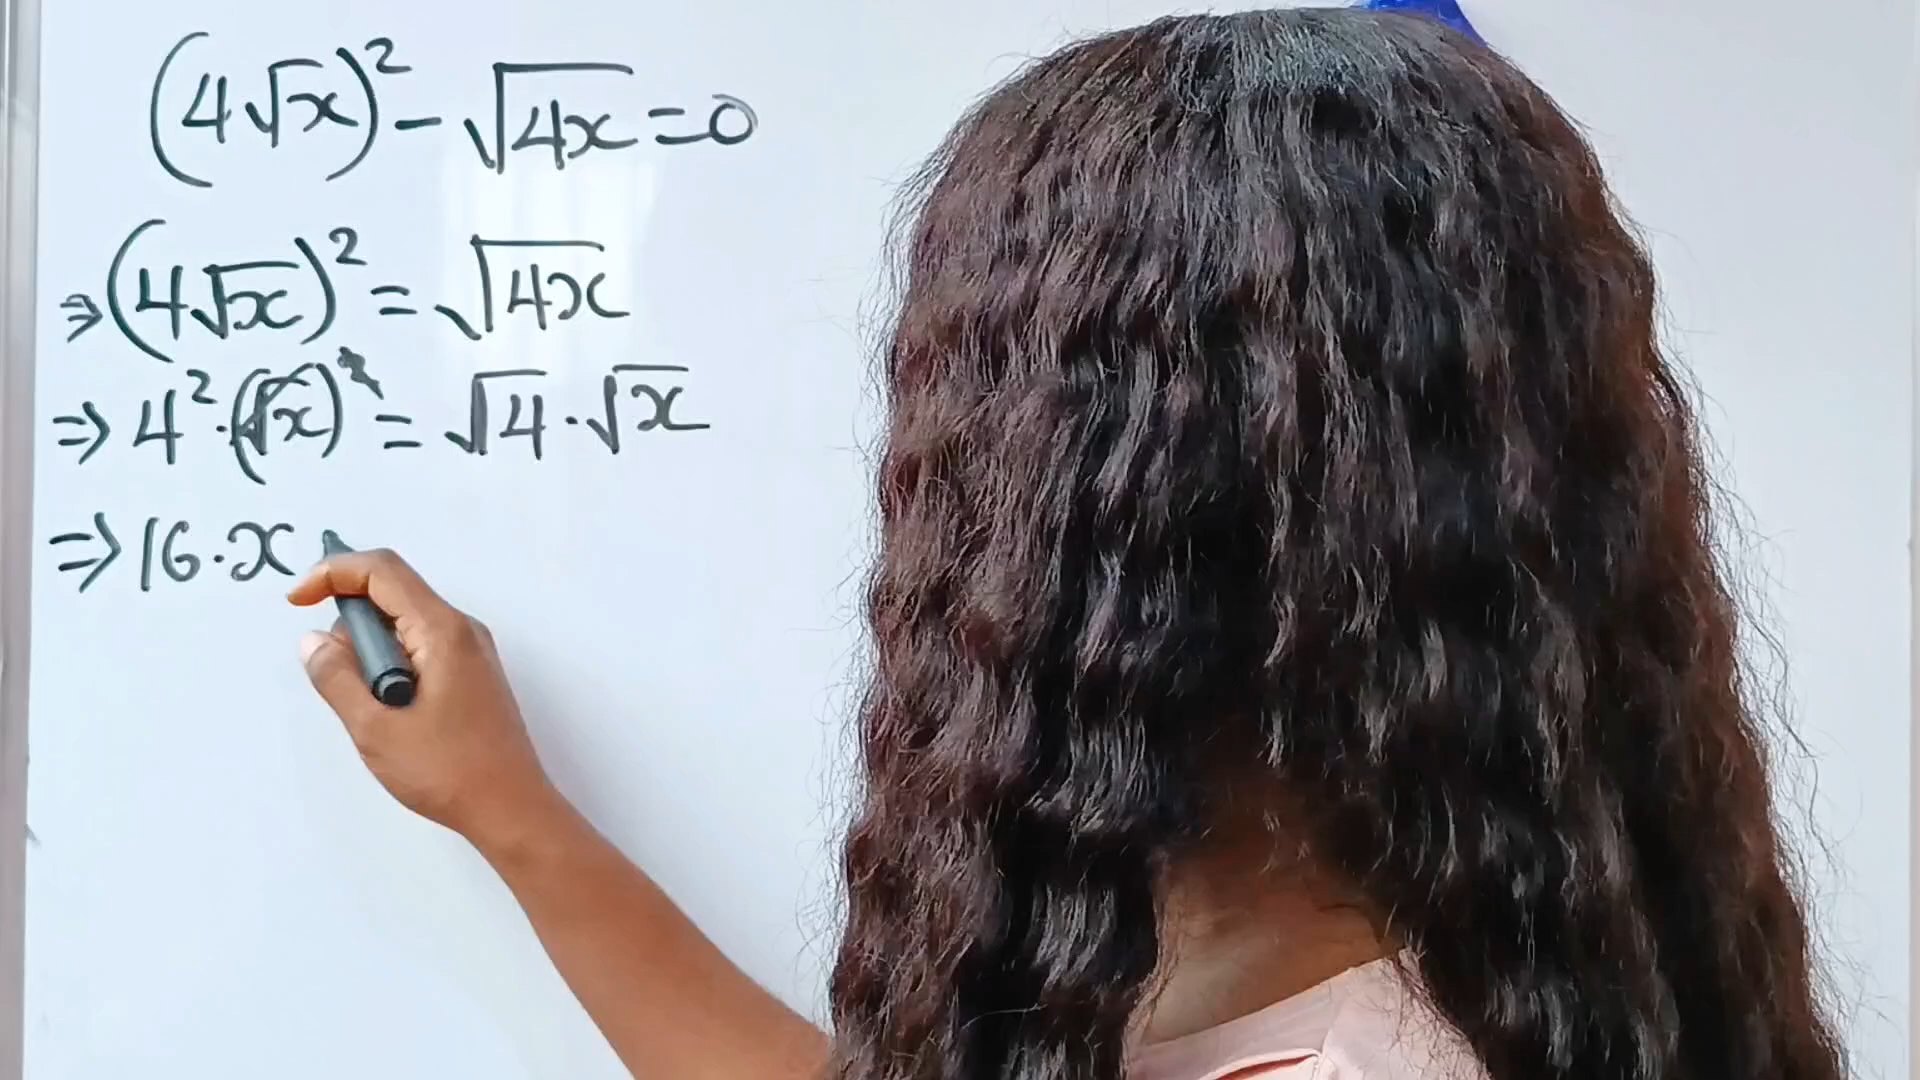 (4√x)² - √4x = 0
⇒ (4√x)² = √4x
⇒ 4² · (√x)² = √4 · √x
⇒ 16 · x